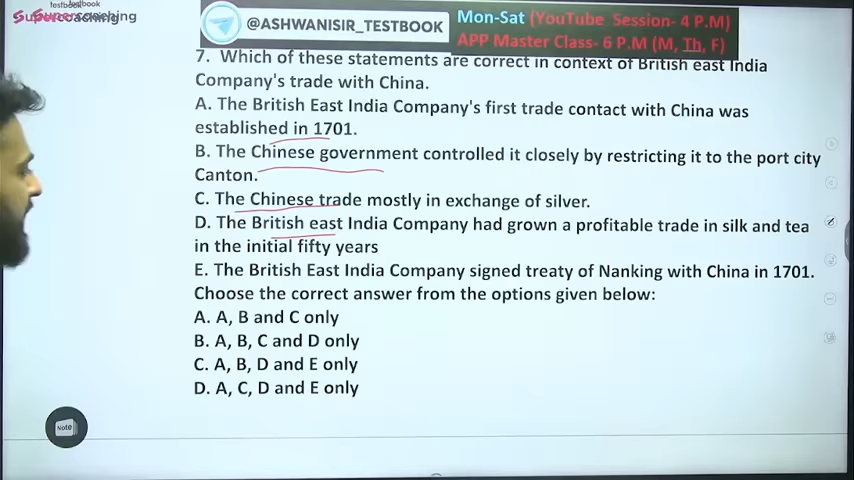 testbook
testbook
Supercoaching
Supercoaching
@ASHWANISIR_TESTBOOK
Mon-Sat (YouTube Session- 4 P.M)
APP Master Class- 6 P.M (M, Th, F)
7. Which of these statements are correct in context of British east India
Company's trade with China.
A. The British East India Company's first trade contact with China was
established in 1701.
B. The Chinese government controlled it closely by restricting it to the port city
Canton.
C. The Chinese trade mostly in exchange of silver.
D. The British east India Company had grown a profitable trade in silk and tea
in the initial fifty years
E. The British East India Company signed treaty of Nanking with China in 1701.
Choose the correct answer from the options given below:
A. A, B and C only
B. A, B, C and D only
C. A, B, D and E only
D. A, C, D and E only
Note